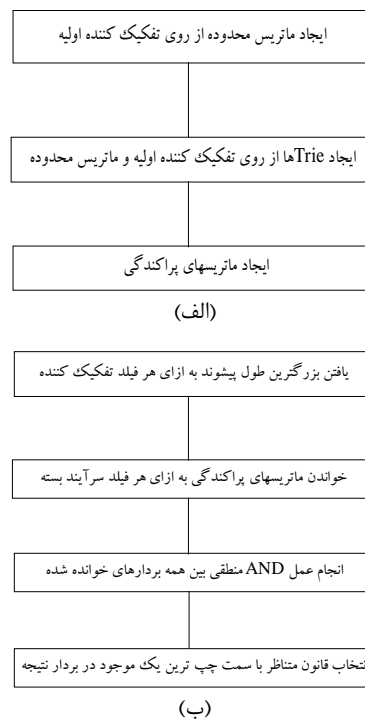 ایجاد ماتریس محدوده از روی تفکیک کننده اولیه
ایجاد Trieها از روی تفکیک کننده اولیه و ماتریس محدوده
ایجاد ماتریسهای پراکندگی
(الف)
یافتن بزرگترین طول پیشوند به ازای هر فیلد تفکیک کننده
خواندن ماتریسهای پراکندگی به ازای هر فیلد سرآیند بسته
انجام عمل AND منطقی بین همه بردارهای خوانده شده
نتخاب قانون متناظر با سمت چپ ترین یک موجود در بردار نتیجه
(ب)